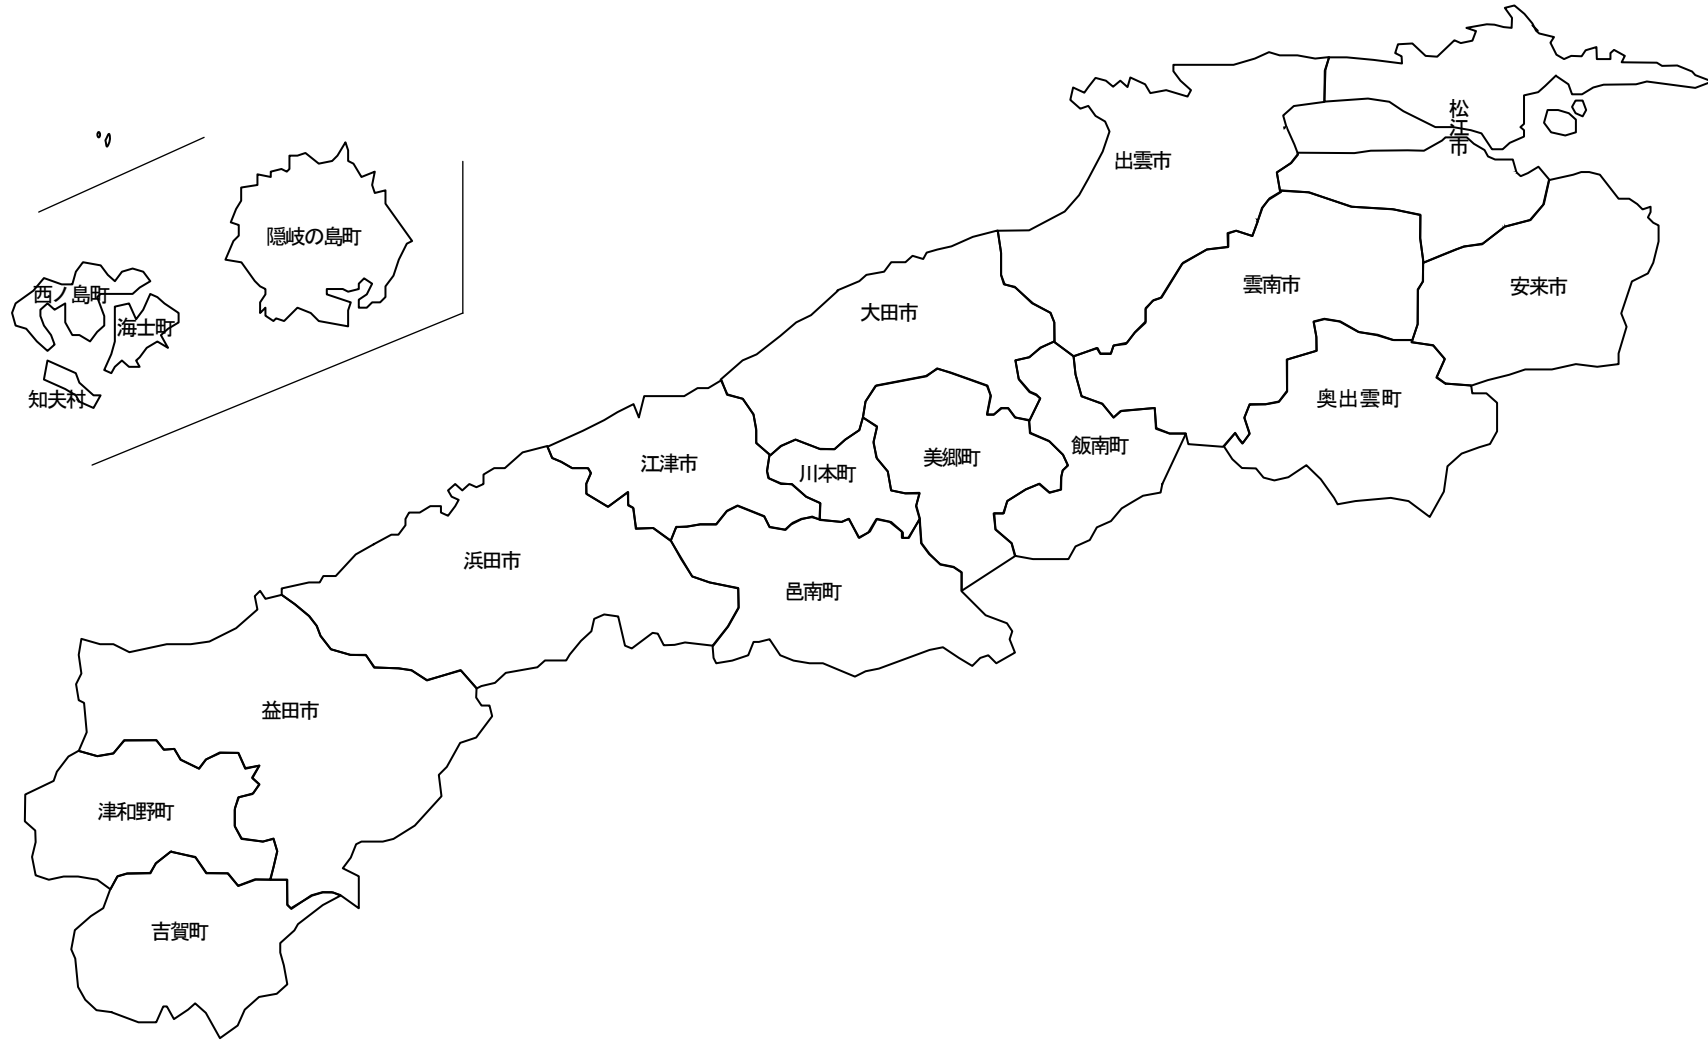 松江市
出雲市
隠岐の島町
安来市
雲南市
西ノ島町
大田市
海士町
奥出雲町
知夫村
飯南町
美郷町
江津市
川本町
浜田市
邑南町
益田市
津和野町
吉賀町